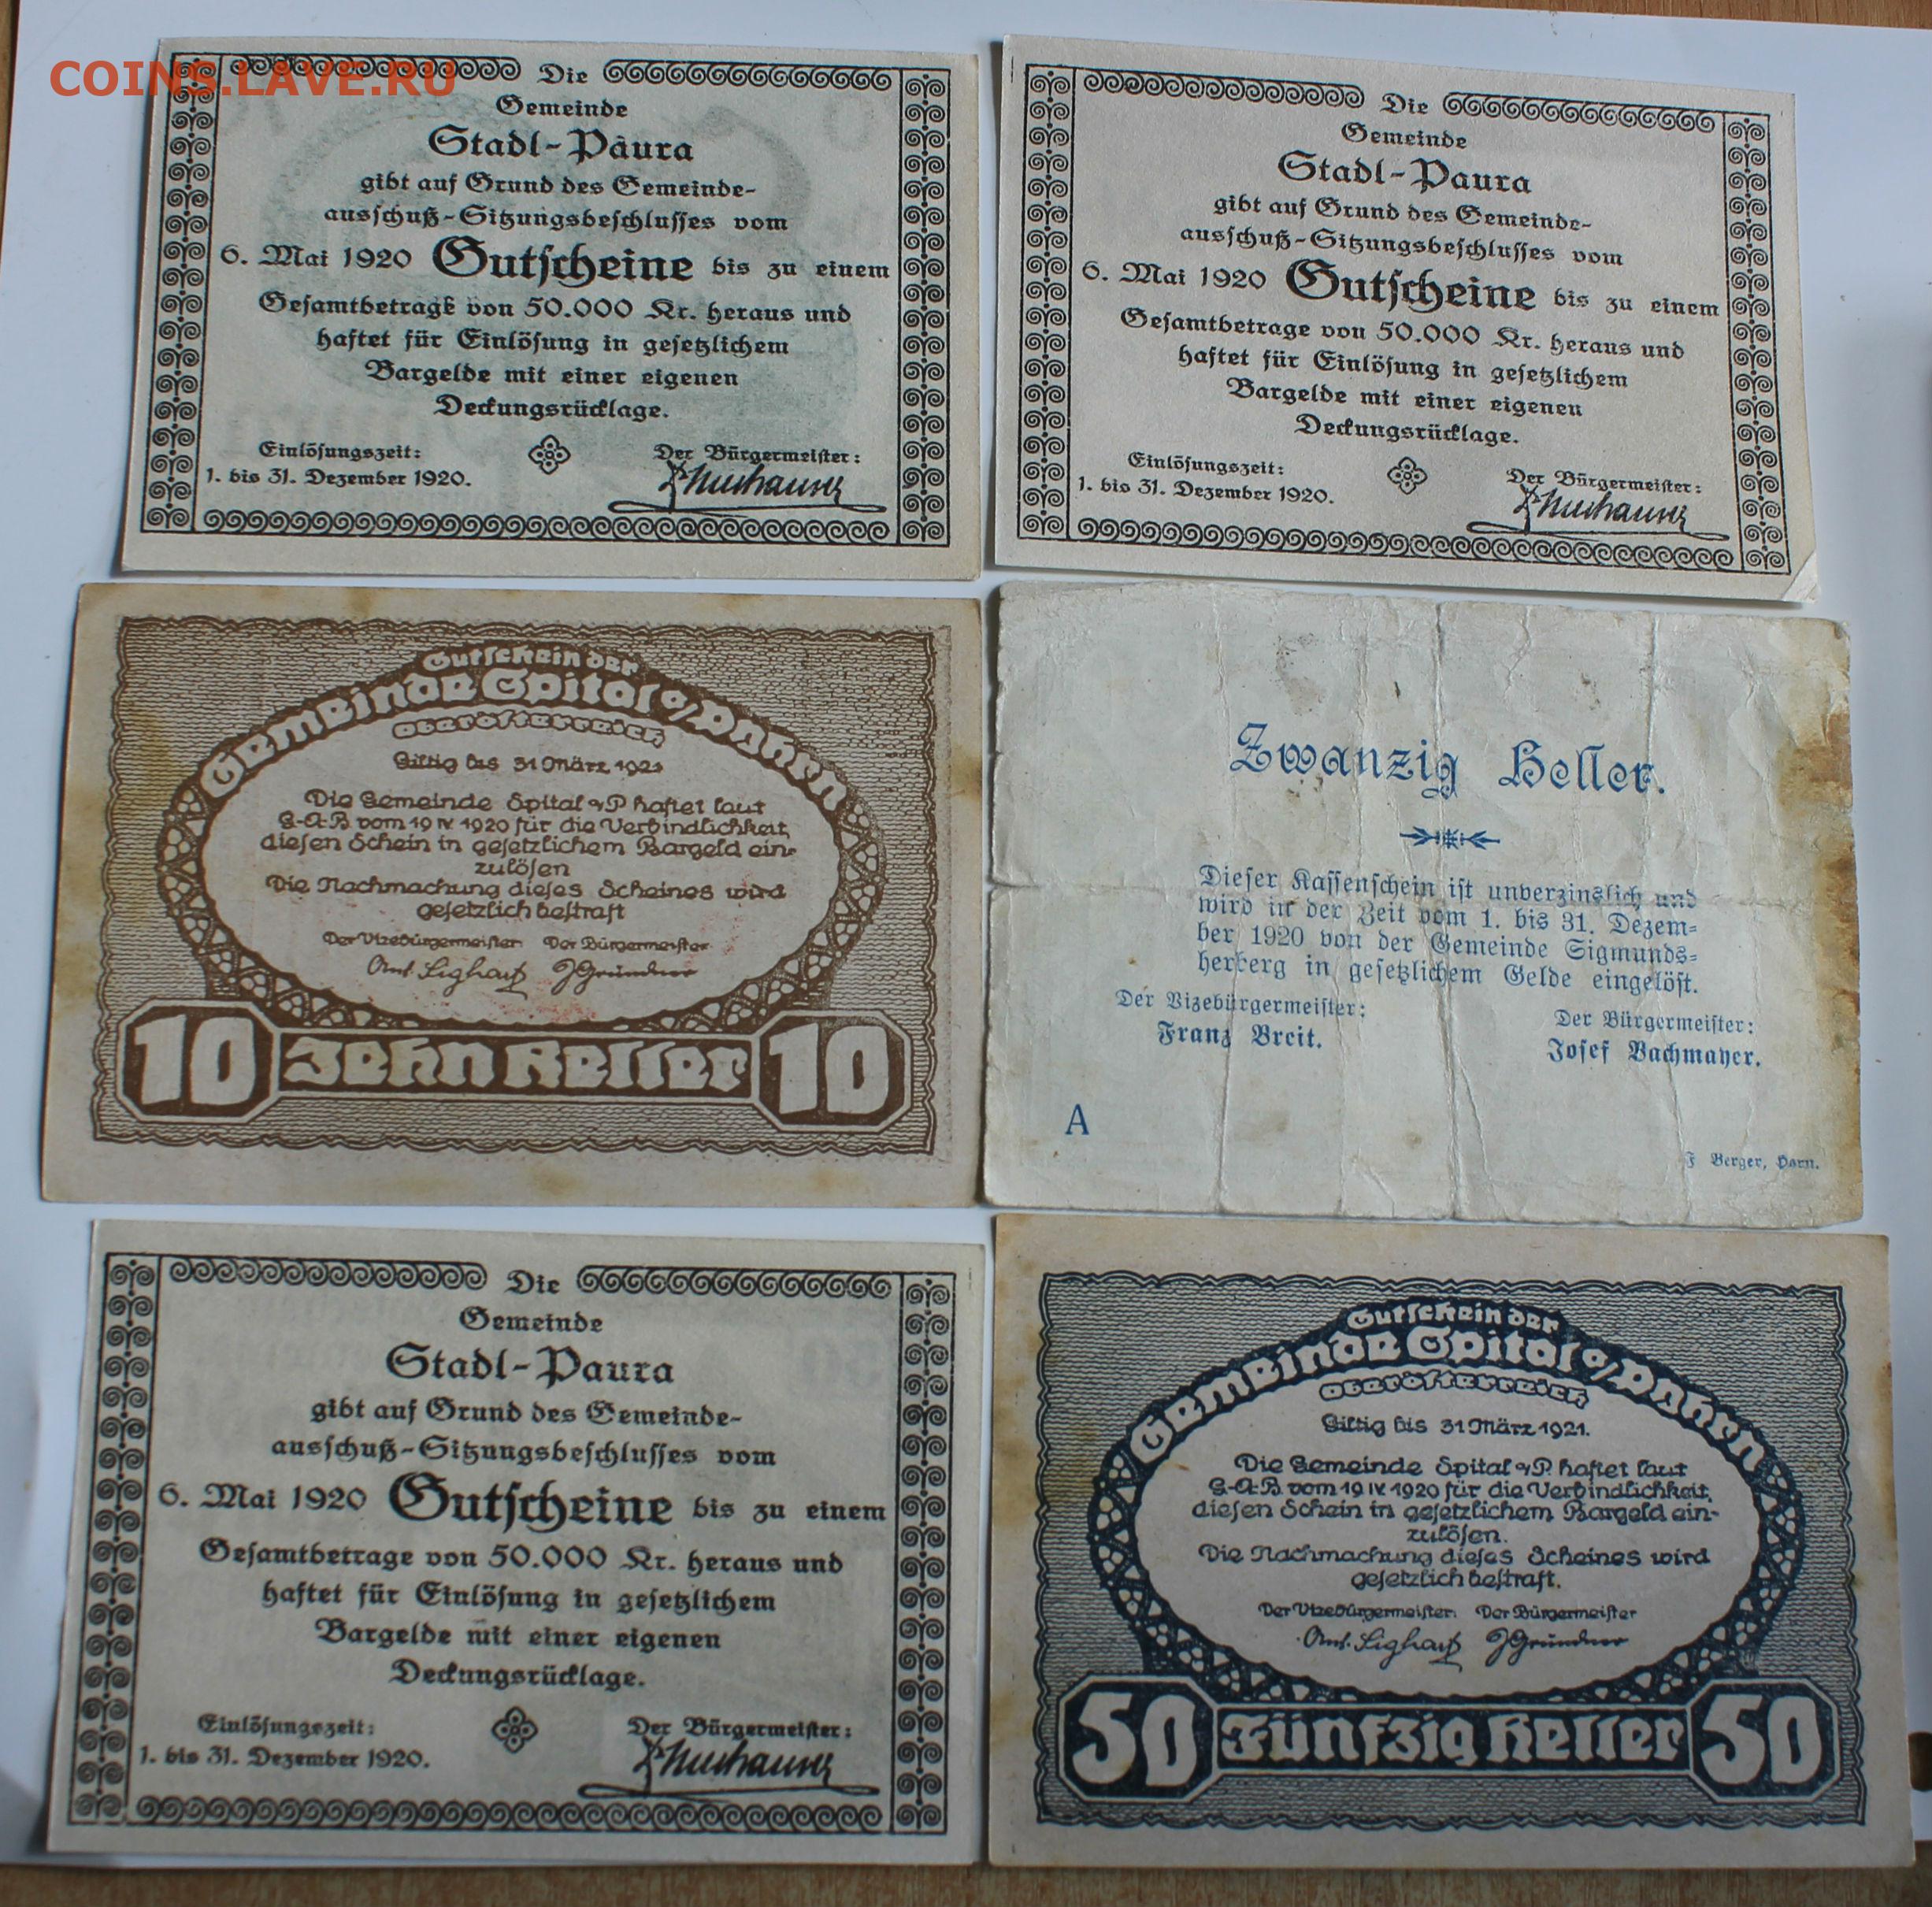 COINS.LAVE.RU
Die
Gemeinde
Stadl-Paura
gibt auf Grund des Gemeinde-
ausschuß-Sitzungsbeschlusses vom
6. Mai 1920 Gutscheine bis zu einem
Gesamtbetrage von 50.000 Kr. heraus und
haftet für Einlösung in gesetzlichem
Bargelde mit einer eigenen
Deckungsrücklage.
Einlösungszeit:
1. bis 31. Dezember 1920.
Der Bürgermeister:
Die
Gemeinde
Stadl-Paura
gibt auf Grund des Gemeinde-
ausschuß-Sitzungsbeschlusses vom
6. Mai 1920 Gutscheine bis zu einem
Gesamtbetrage von 50.000 Kr. heraus und
haftet für Einlösung in gesetzlichem
Bargelde mit einer eigenen
Deckungsrücklage.
Einlösungszeit:
1. bis 31. Dezember 1920.
Der Bürgermeister:
Gutschein der
Gemeinde Spital a/Pyhrn
Oberösterreich
Giltig bis 31 März 1921
Die Gemeinde Spital a/P haftet laut
G-A-B vom 19 IV 1920 für die Verbindlichkeit,
diesen Schein in gesetzlichem Bargeld ein-
zulösen
Die Nachmachung dieses Scheines wird
gesetzlich bestraft
Der Vizebürgermeister Der Bürgermeister
J Gründner
10 Zehn Heller 10
Zwanzig Heller.
Dieser Kassenschein ist unverzinslich und
wird in der Zeit vom 1. bis 31. Dezem-
ber 1920 von der Gemeinde Sigmunds-
herberg in gesetzlichem Gelde eingelöst.
Der Vizebürgermeister:
Franz Breit.
Der Bürgermeister:
Josef Bachmayer.
A
F Berger, Horn.
Die
Gemeinde
Stadl-Paura
gibt auf Grund des Gemeinde-
ausschuß-Sitzungsbeschlusses vom
6. Mai 1920 Gutscheine bis zu einem
Gesamtbetrage von 50.000 Kr. heraus und
haftet für Einlösung in gesetzlichem
Bargelde mit einer eigenen
Deckungsrücklage.
Einlösungszeit:
1. bis 31. Dezember 1920.
Der Bürgermeister:
Gutschein der
Gemeinde Spital a/Pyhrn
Oberösterreich
Giltig bis 31 März 1921.
Die Gemeinde Spital a/P. haftet laut
G-A-B. vom 19 IV. 1920 für die Verbindlichkeit,
diesen Schein in gesetzlichem Bargeld ein-
zulösen.
Die Nachmachung dieses Scheines wird
gesetzlich bestraft.
Der Vizebürgermeister. Der Bürgermeister
J Gründner
50 Fünfzig Heller 50